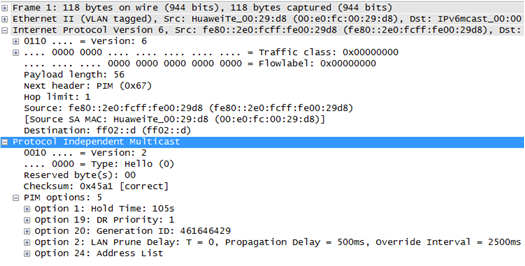 Frame 1: 118 bytes on wire (944 bits), 118 bytes captured (944 bits)
Ethernet II (VLAN tagged), Src: HuaweiTe_00:29:d8 (00:e0:fc:00:29:d8), Dst: IPv6mcast_00:00
Internet Protocol Version 6, Src: fe80::2e0:fcff:fe00:29d8 (fe80::2e0:fcff:fe00:29d8), Dst:
0110 .... = Version: 6
.... 0000 0000 .... .... .... .... .... = Traffic class: 0x00000000
.... .... .... 0000 0000 0000 0000 0000 = Flowlabel: 0x00000000
Payload length: 56
Next header: PIM (0x67)
Hop limit: 1
Source: fe80::2e0:fcff:fe00:29d8 (fe80::2e0:fcff:fe00:29d8)
[Source SA MAC: HuaweiTe_00:29:d8 (00:e0:fc:00:29:d8)]
Destination: ff02::d (ff02::d)
Protocol Independent Multicast
0010 .... = Version: 2
.... 0000 = Type: Hello (0)
Reserved byte(s): 00
Checksum: 0x45a1 [correct]
PIM options: 5
Option 1: Hold Time: 105s
Option 19: DR Priority: 1
Option 20: Generation ID: 461646429
Option 2: LAN Prune Delay: T = 0, Propagation Delay = 500ms, Override Interval = 2500ms
Option 24: Address List